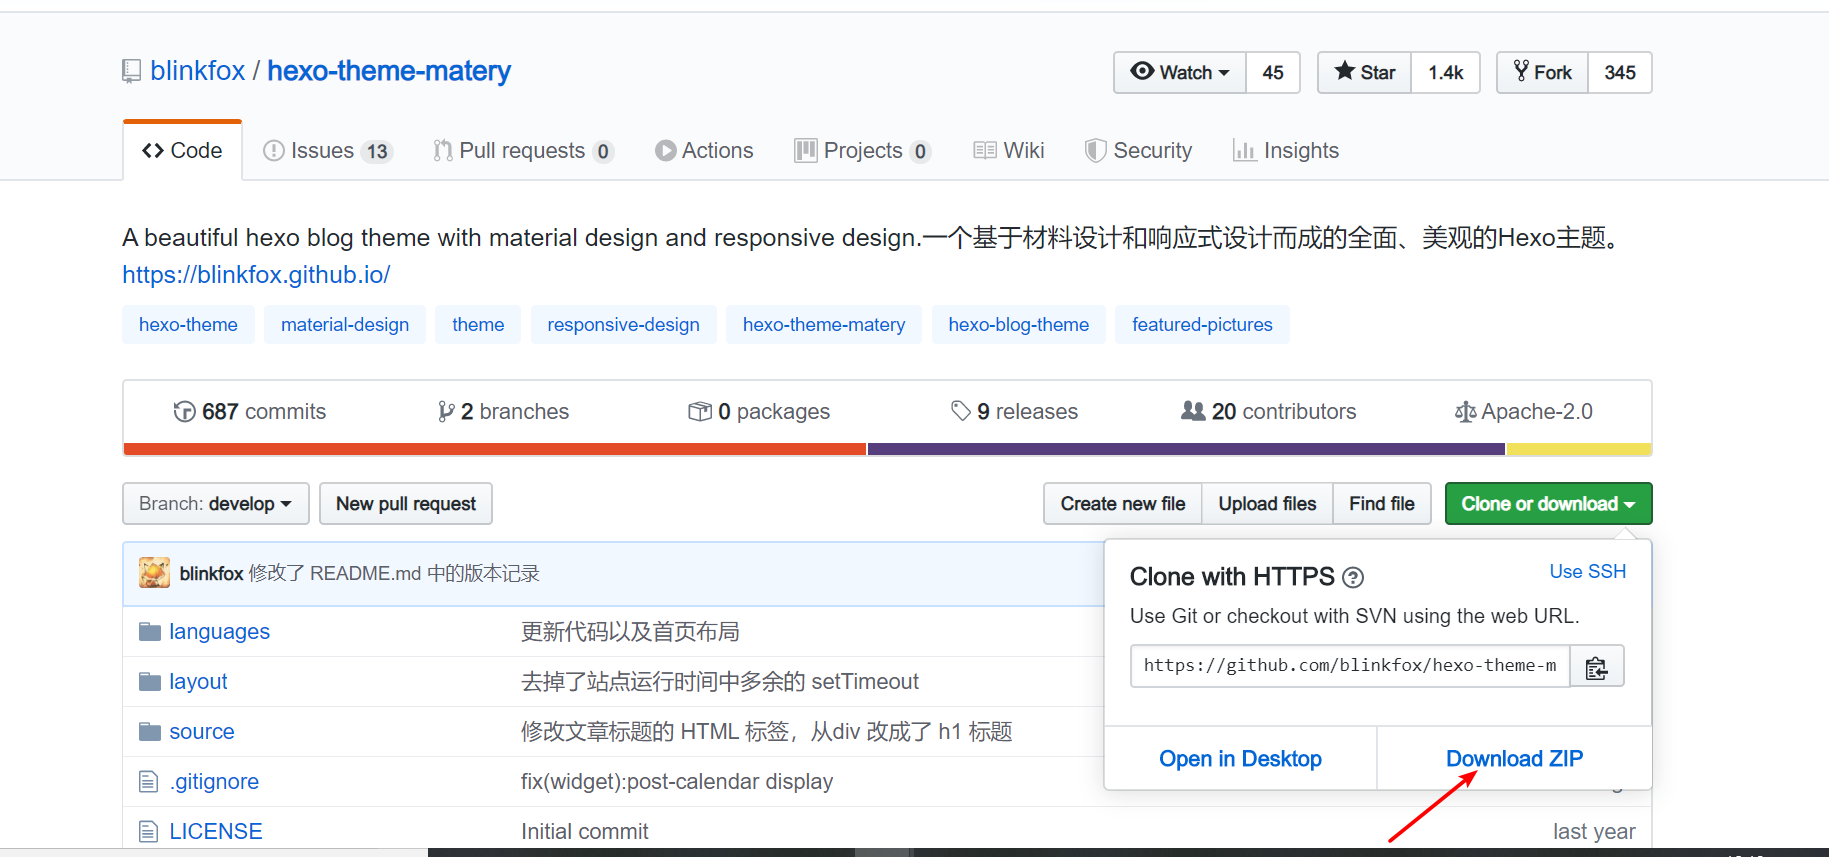 blinkfox / hexo-theme-matery
Watch 45 Star 1.4k Fork 345
Code Issues 13 Pull requests 0 Actions Projects 0 Wiki Security Insights
A beautiful hexo blog theme with material design and responsive design.一个基于材料设计和响应式设计而成的全面、美观的Hexo主题。
https://blinkfox.github.io/
hexo-theme material-design theme responsive-design hexo-theme-matery hexo-blog-theme featured-pictures
687 commits 2 branches 0 packages 9 releases 20 contributors Apache-2.0
Branch: develop New pull request Create new file Upload files Find file Clone or download
blinkfox 修改了 README.md 中的版本记录
Clone with HTTPS ? Use SSH
Use Git or checkout with SVN using the web URL.
https://github.com/blinkfox/hexo-theme-m
Open in Desktop Download ZIP
languages 更新代码以及首页布局
layout 去掉了站点运行时间中多余的 setTimeout
source 修改文章标题的 HTML 标签，从div 改成了 h1 标题
.gitignore fix(widget):post-calendar display
LICENSE Initial commit last year